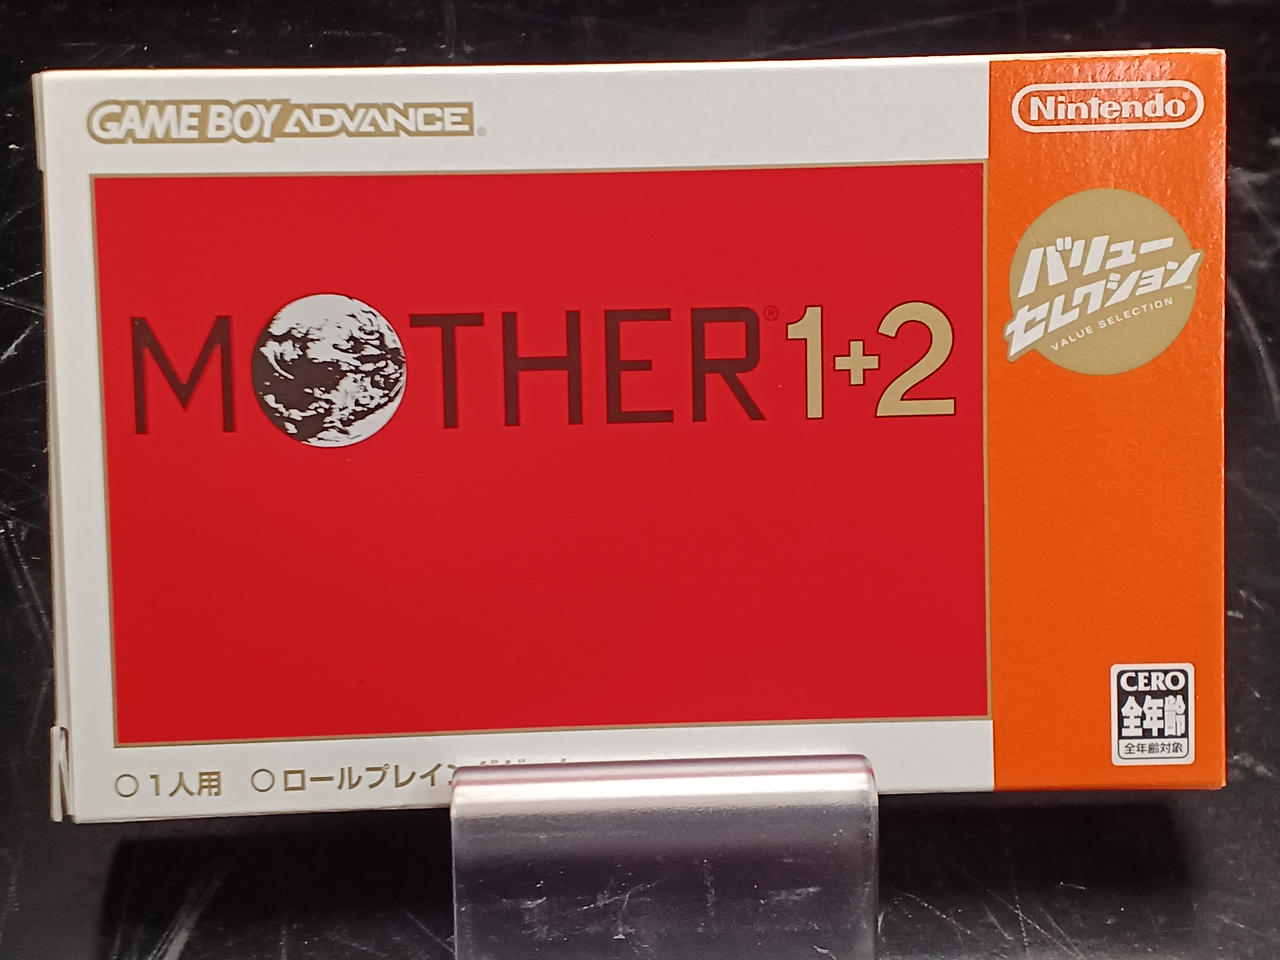 GAME BOY ADVANCE
Nintendo
バリュー
セレクション™
VALUE SELECTION
MOTHER® 1+2
CERO
全年齢
全年齢対象
○1人用 ○ロールプレイン